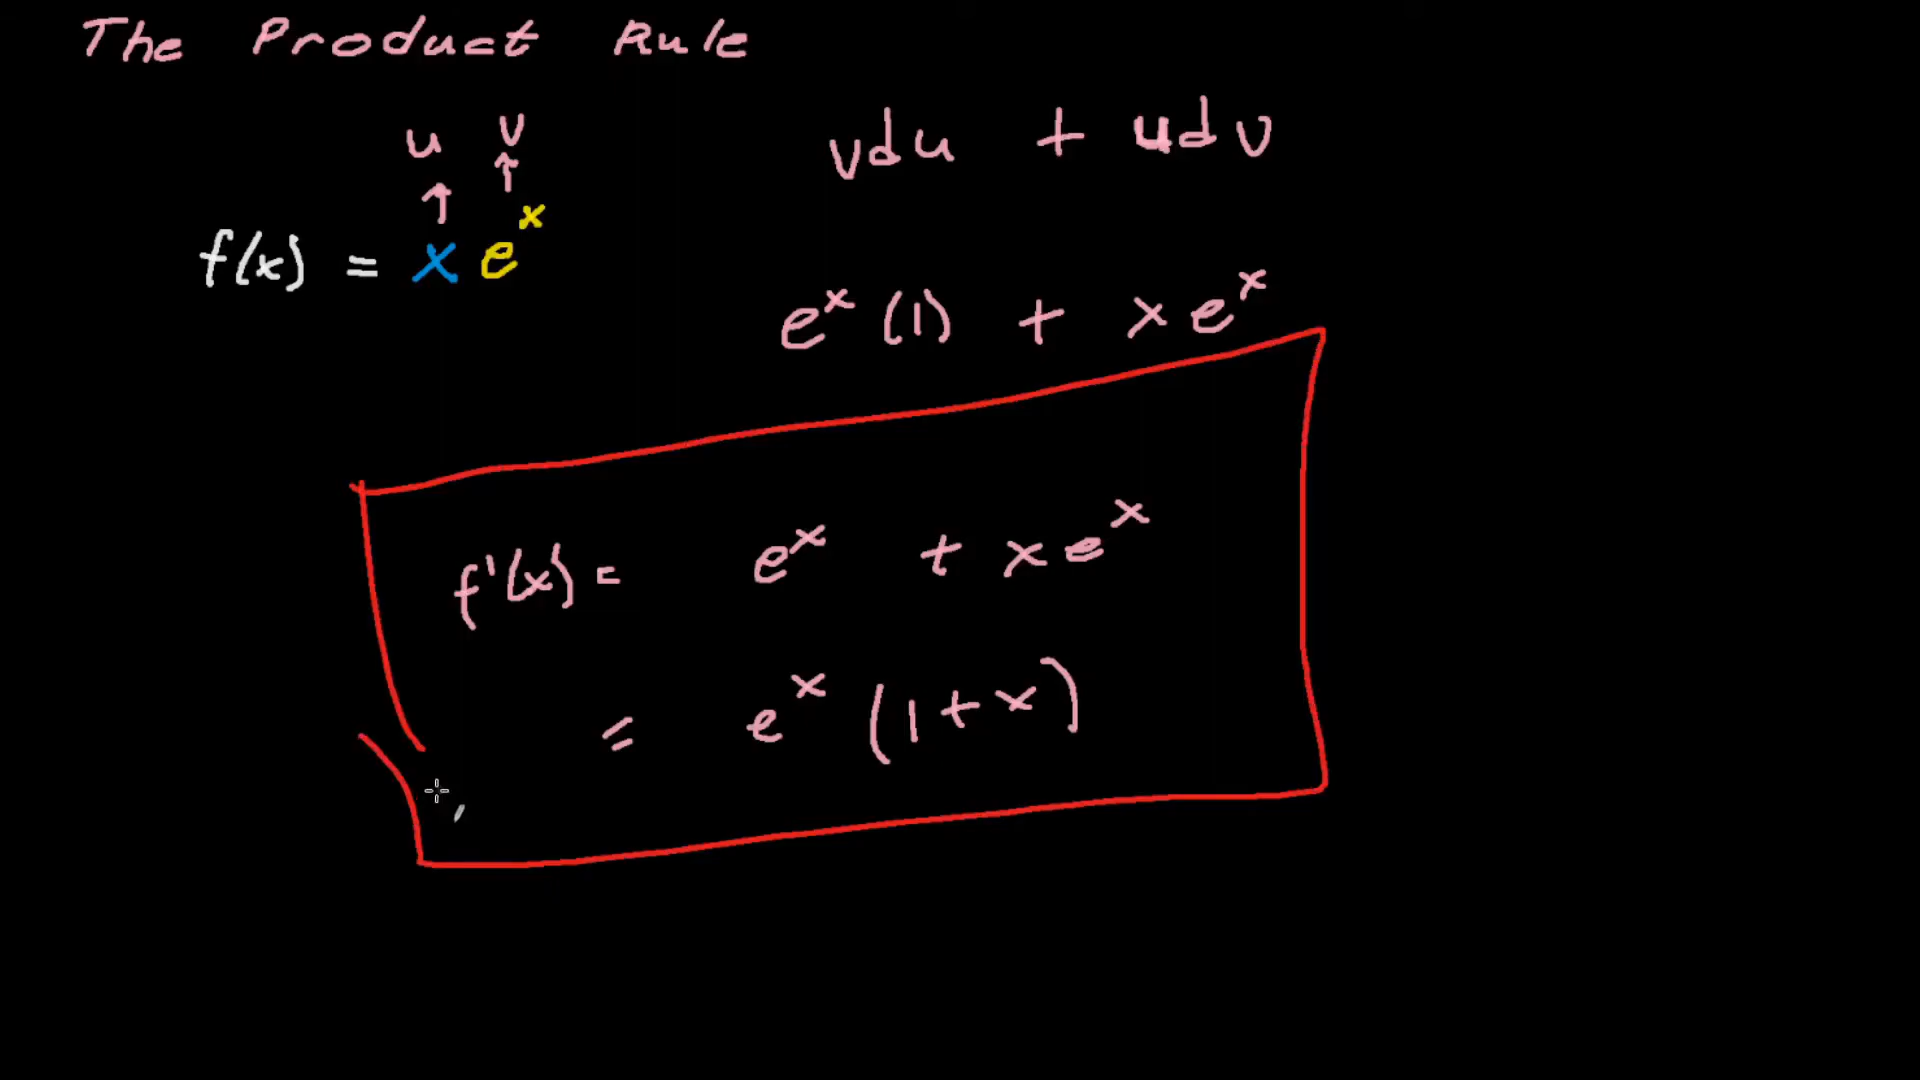 The Product Rule
u v
↑ ↑
vdu + udv
f(x) = x e^x
e^x (1) + x e^x
f'(x) = e^x + x e^x
= e^x (1+x)